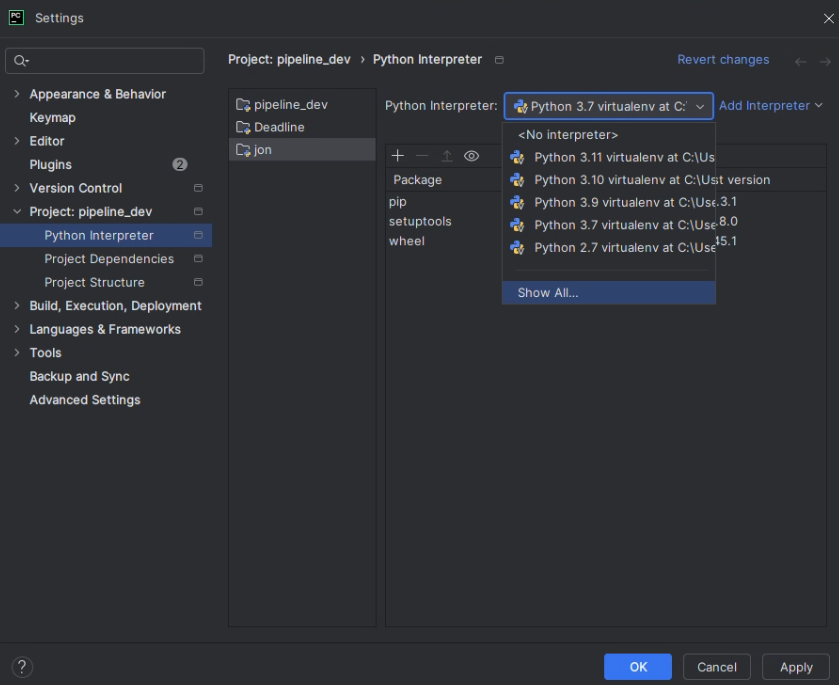 PC
Settings
Project: pipeline_dev › Python Interpreter
Revert changes
Appearance & Behavior
Keymap
Editor
Plugins
2
Version Control
Project: pipeline_dev
Python Interpreter
Project Dependencies
Project Structure
Build, Execution, Deployment
Languages & Frameworks
Tools
Backup and Sync
Advanced Settings
pipeline_dev
Deadline
jon
Python Interpreter:
Python 3.7 virtualenv at C:\
Add Interpreter
<No interpreter>
Python 3.11 virtualenv at C:\Us
Python 3.10 virtualenv at C:\Us
Python 3.9 virtualenv at C:\Use
Python 3.7 virtualenv at C:\Use
Python 2.7 virtualenv at C:\Use
Show All...
Package
st version
pip
.3.1
setuptools
.8.0
wheel
45.1
?
OK
Cancel
Apply